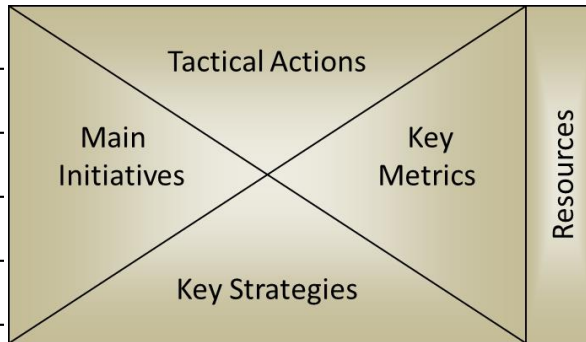 Tactical Actions
Main
Initiatives
Key
Metrics
Resources
Key Strategies